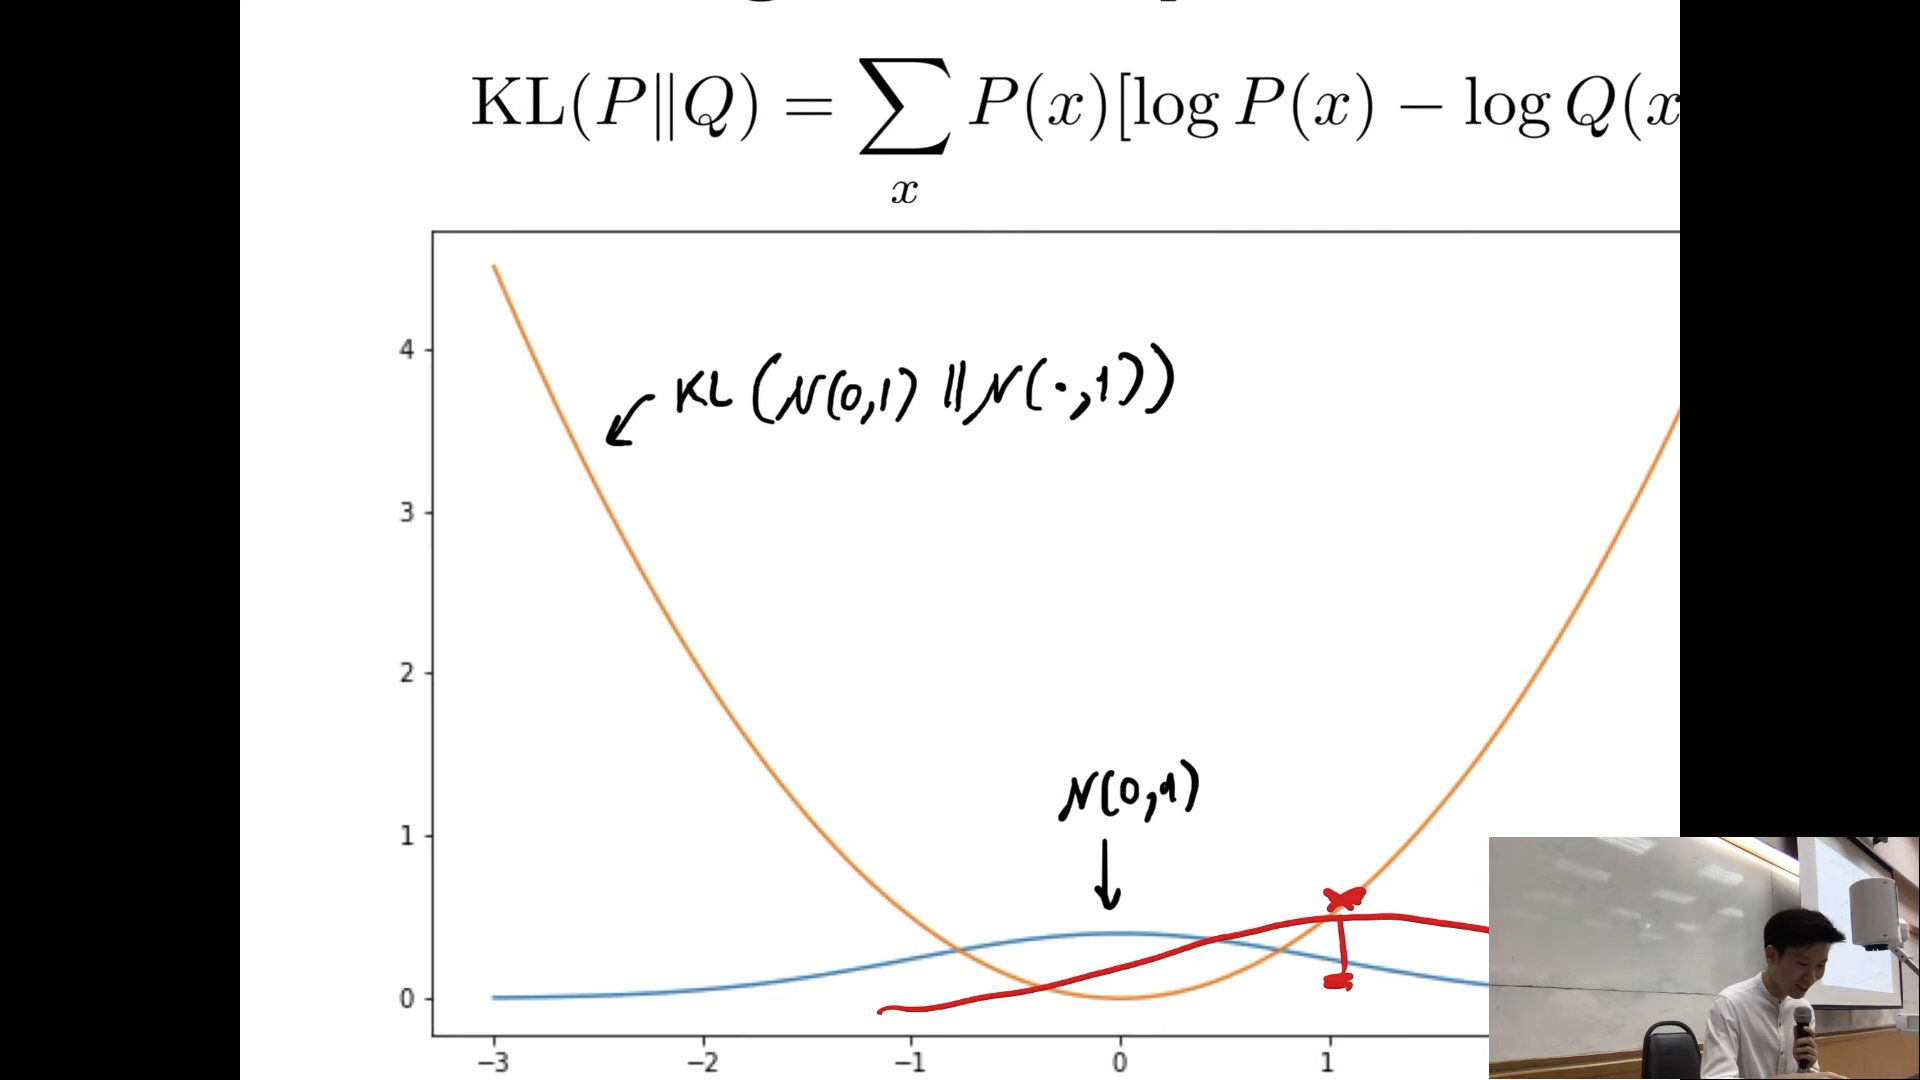 KL(P∥Q) = ∑ P(x)[log P(x) − log Q(x
x
4
KL (N(0,1) || N(·,1))
3
2
N(0,1)
1
0
−3 −2 −1 0 1